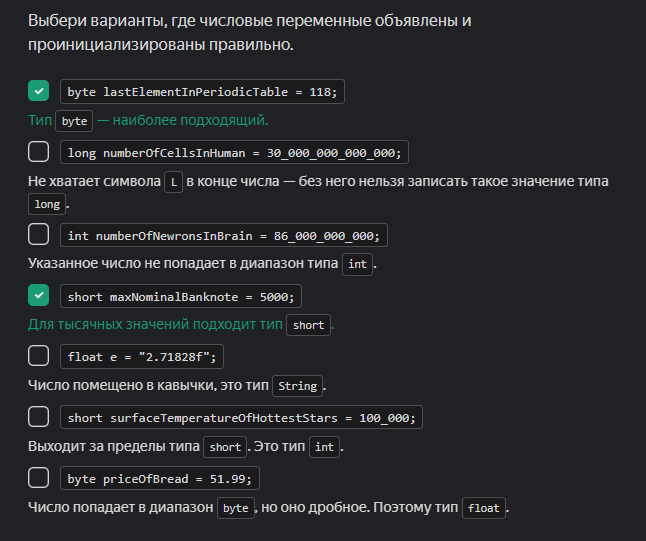 Выбери варианты, где числовые переменные объявлены и
проинициализированы правильно.
byte lastElementInPeriodicTable = 118;
Тип byte — наиболее подходящий.
long numberOfCellsInHuman = 30_000_000_000_000;
Не хватает символа L в конце числа — без него нельзя записать такое значение типа
long.
int numberOfNewronsInBrain = 86_000_000_000;
Указанное число не попадает в диапазон типа int.
short maxNominalBanknote = 5000;
Для тысячных значений подходит тип short.
float e = "2.71828f";
Число помещено в кавычки, это тип String.
short surfaceTemperatureOfHottestStars = 100_000;
Выходит за пределы типа short. Это тип int.
byte priceOfBread = 51.99;
Число попадает в диапазон byte, но оно дробное. Поэтому тип float.